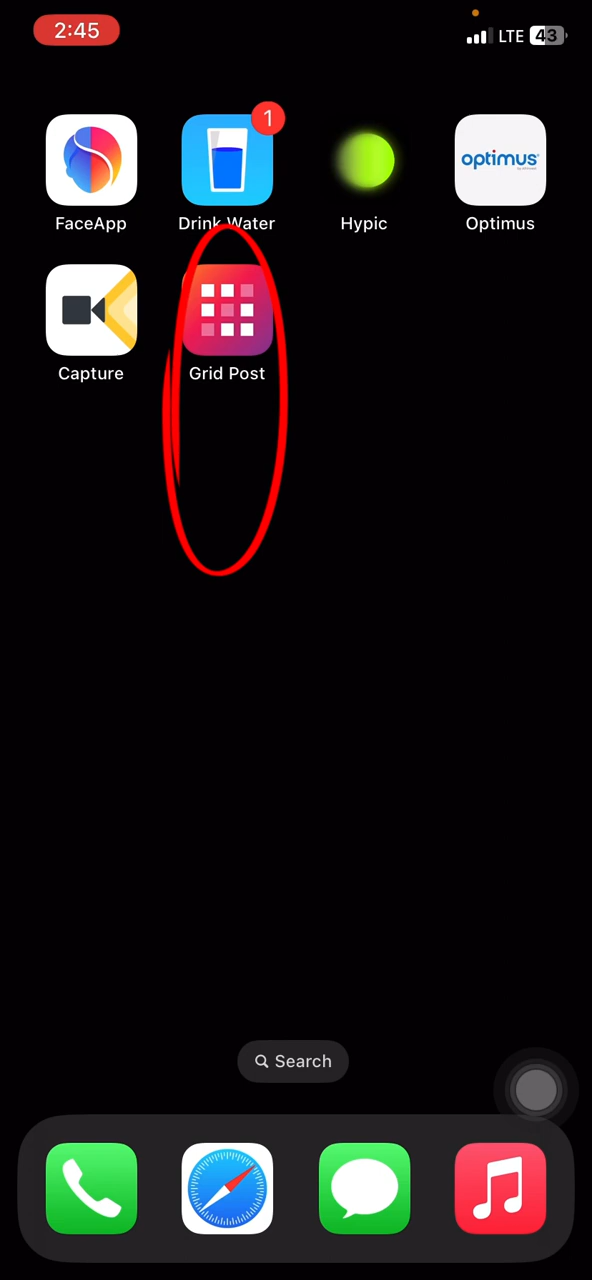 2:45
LTE 43
1
optimus
FaceApp Drink Water Hypic Optimus
Capture Grid Post
Search